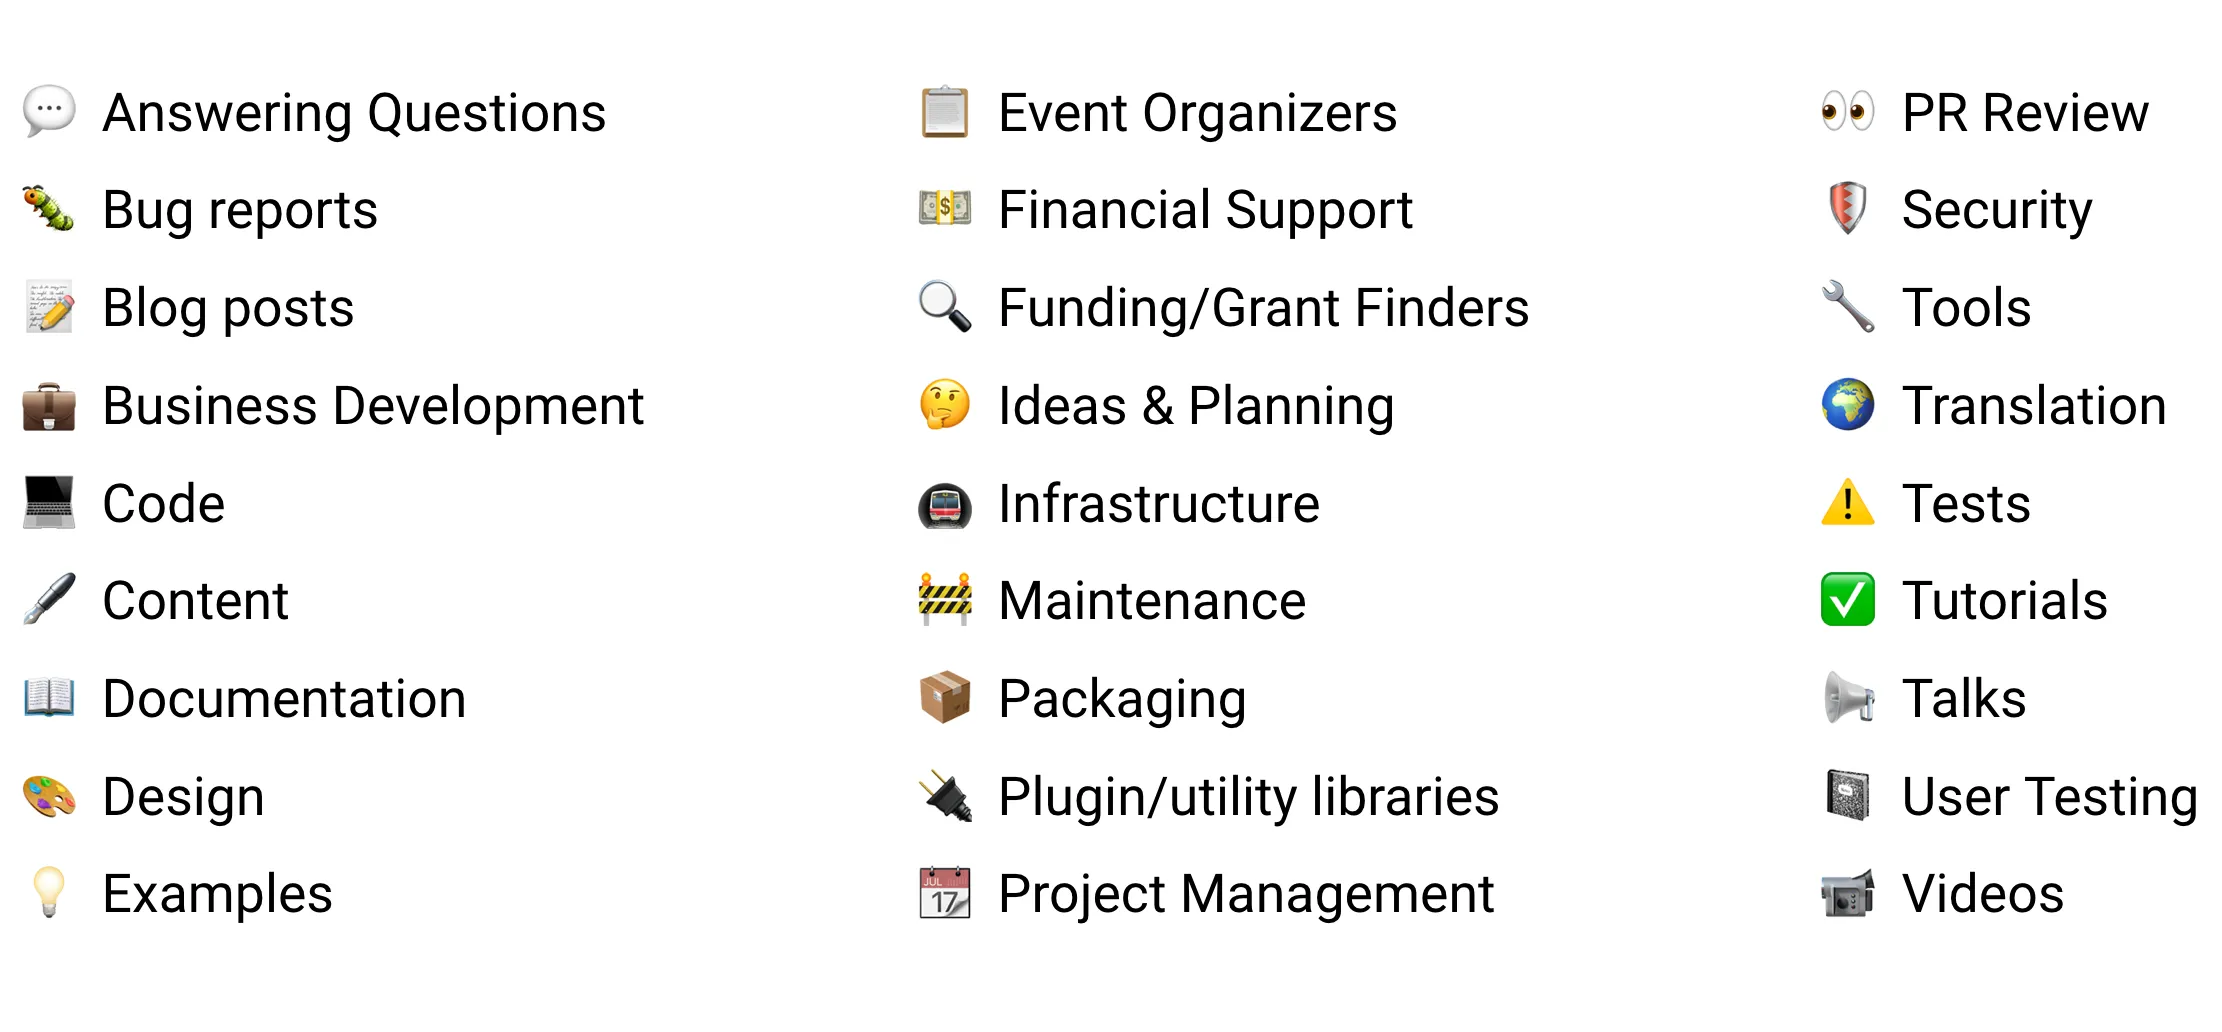 Answering Questions
Bug reports
Blog posts
Business Development
Code
Content
Documentation
Design
Examples
Event Organizers
Financial Support
Funding/Grant Finders
Ideas & Planning
Infrastructure
Maintenance
Packaging
Plugin/utility libraries
Project Management
PR Review
Security
Tools
Translation
Tests
Tutorials
Talks
User Testing
Videos